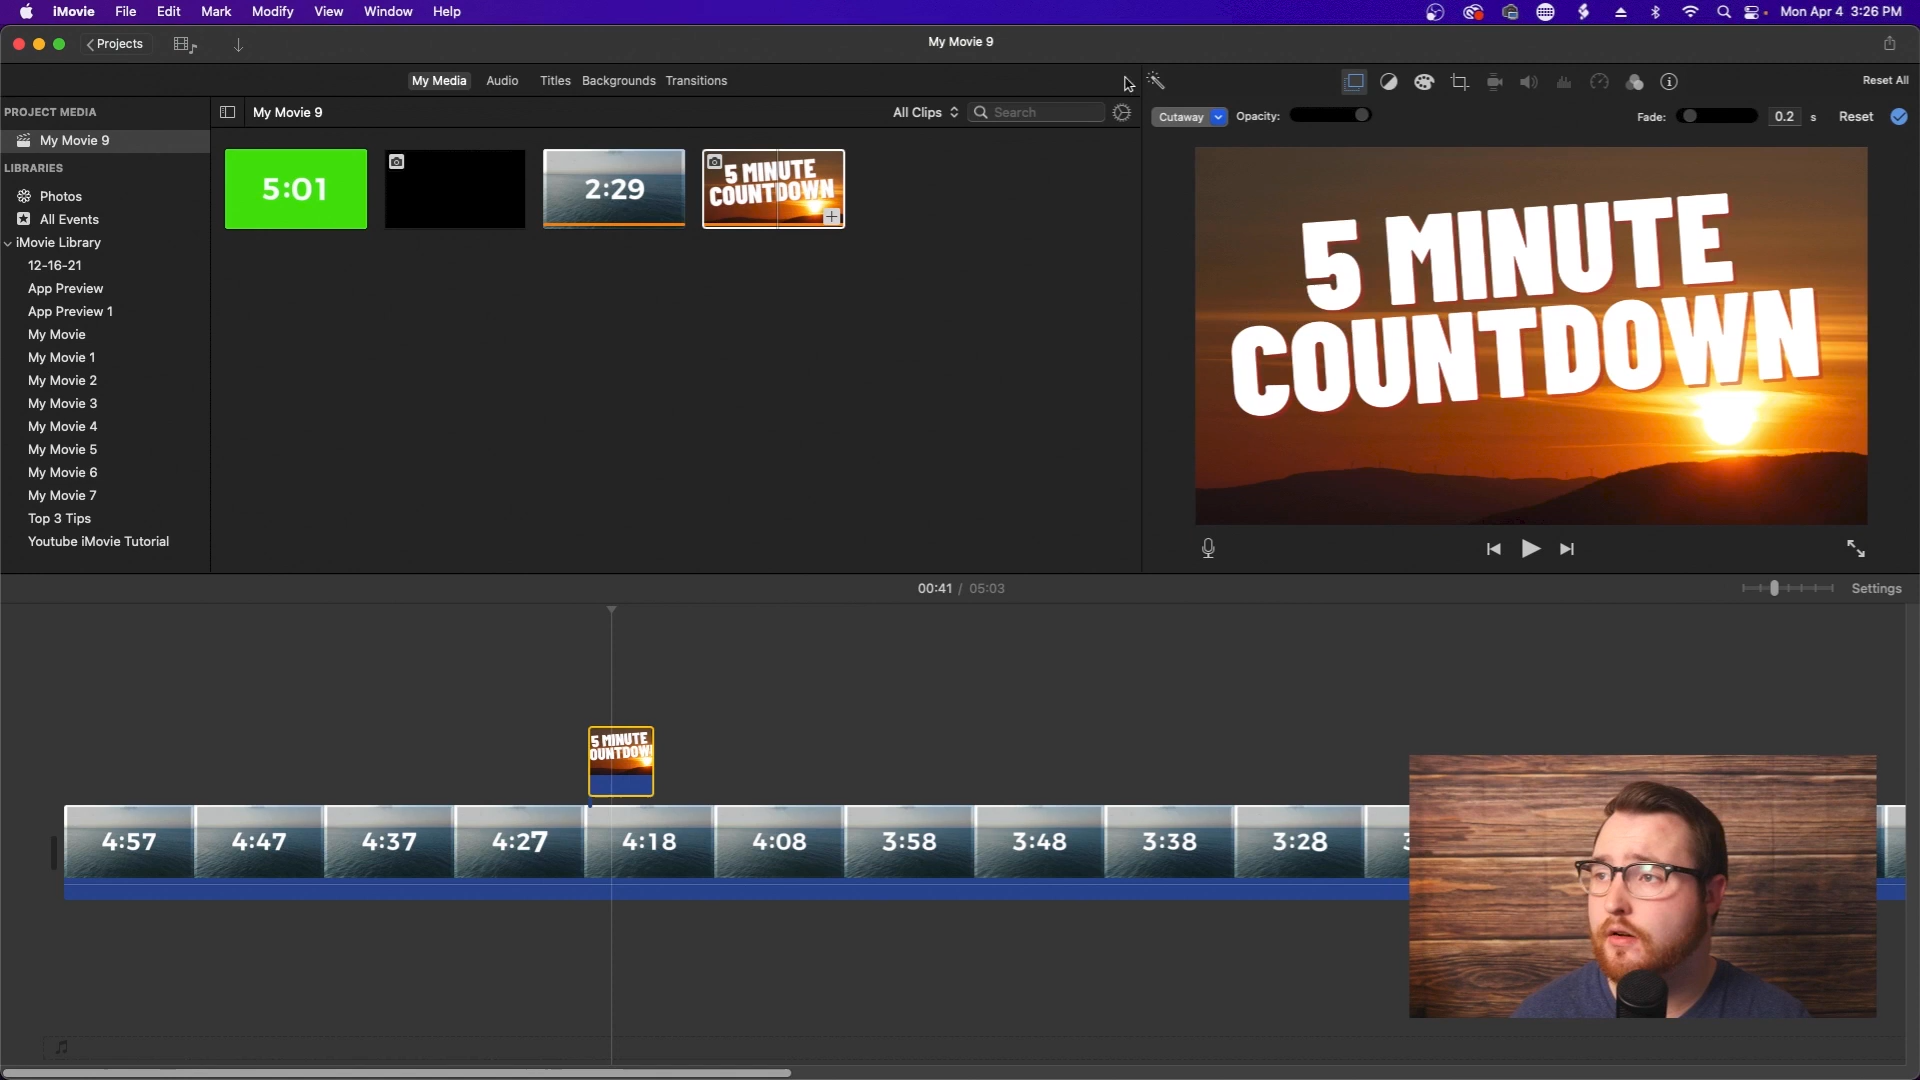 iMovie File Edit Mark Modify View Window Help
Mon Apr 4 3:26 PM
Projects
My Movie 9
My Media Audio Titles Backgrounds Transitions
Reset All
PROJECT MEDIA
My Movie 9
All Clips
Search
Cutaway
Opacity:
Fade:
0.2 s
Reset
My Movie 9
LIBRARIES
Photos
All Events
iMovie Library
12-16-21
App Preview
App Preview 1
My Movie
My Movie 1
My Movie 2
My Movie 3
My Movie 4
My Movie 5
My Movie 6
My Movie 7
Top 3 Tips
Youtube iMovie Tutorial
5:01
2:29
5 MINUTE
COUNTDOWN
5 MINUTE
COUNTDOWN
00:41 / 05:03
Settings
5 MINUTE
OUNTDOW
4:57 4:47 4:37 4:27 4:18 4:08 3:58 3:48 3:38 3:28